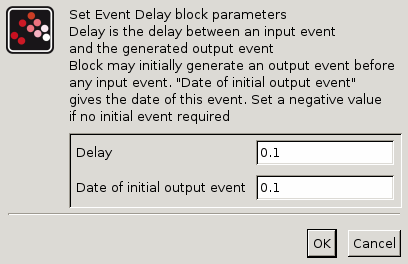 Set Event Delay block parameters
Delay is the delay between an input event
and the generated output event
Block may initially generate an output event before
any input event. "Date of initial output event"
gives the date of this event. Set a negative value
if no initial event required
Delay 0.1
Date of initial output event 0.1
OK Cancel